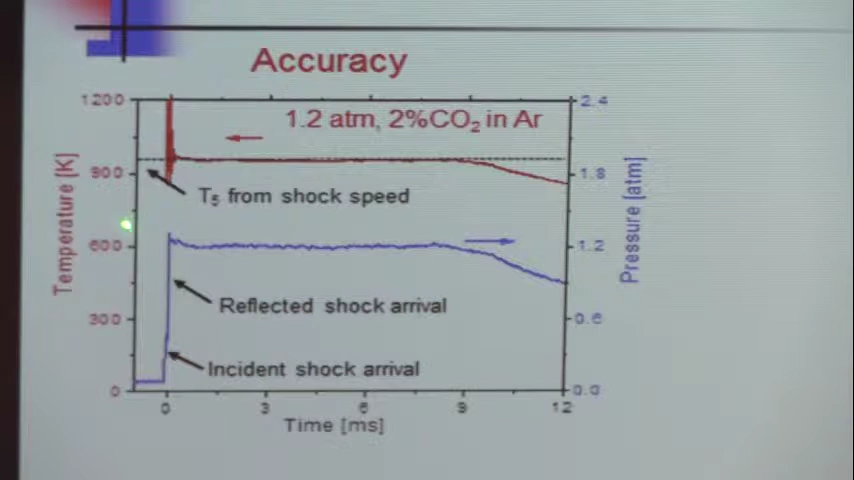 Accuracy
1200
900
600
300
0
Temperature [K]
2.4
1.8
1.2
0.6
0.0
Pressure [atm]
1.2 atm, 2%CO₂ in Ar
T₅ from shock speed
Reflected shock arrival
Incident shock arrival
0
3
6
9
12
Time [ms]